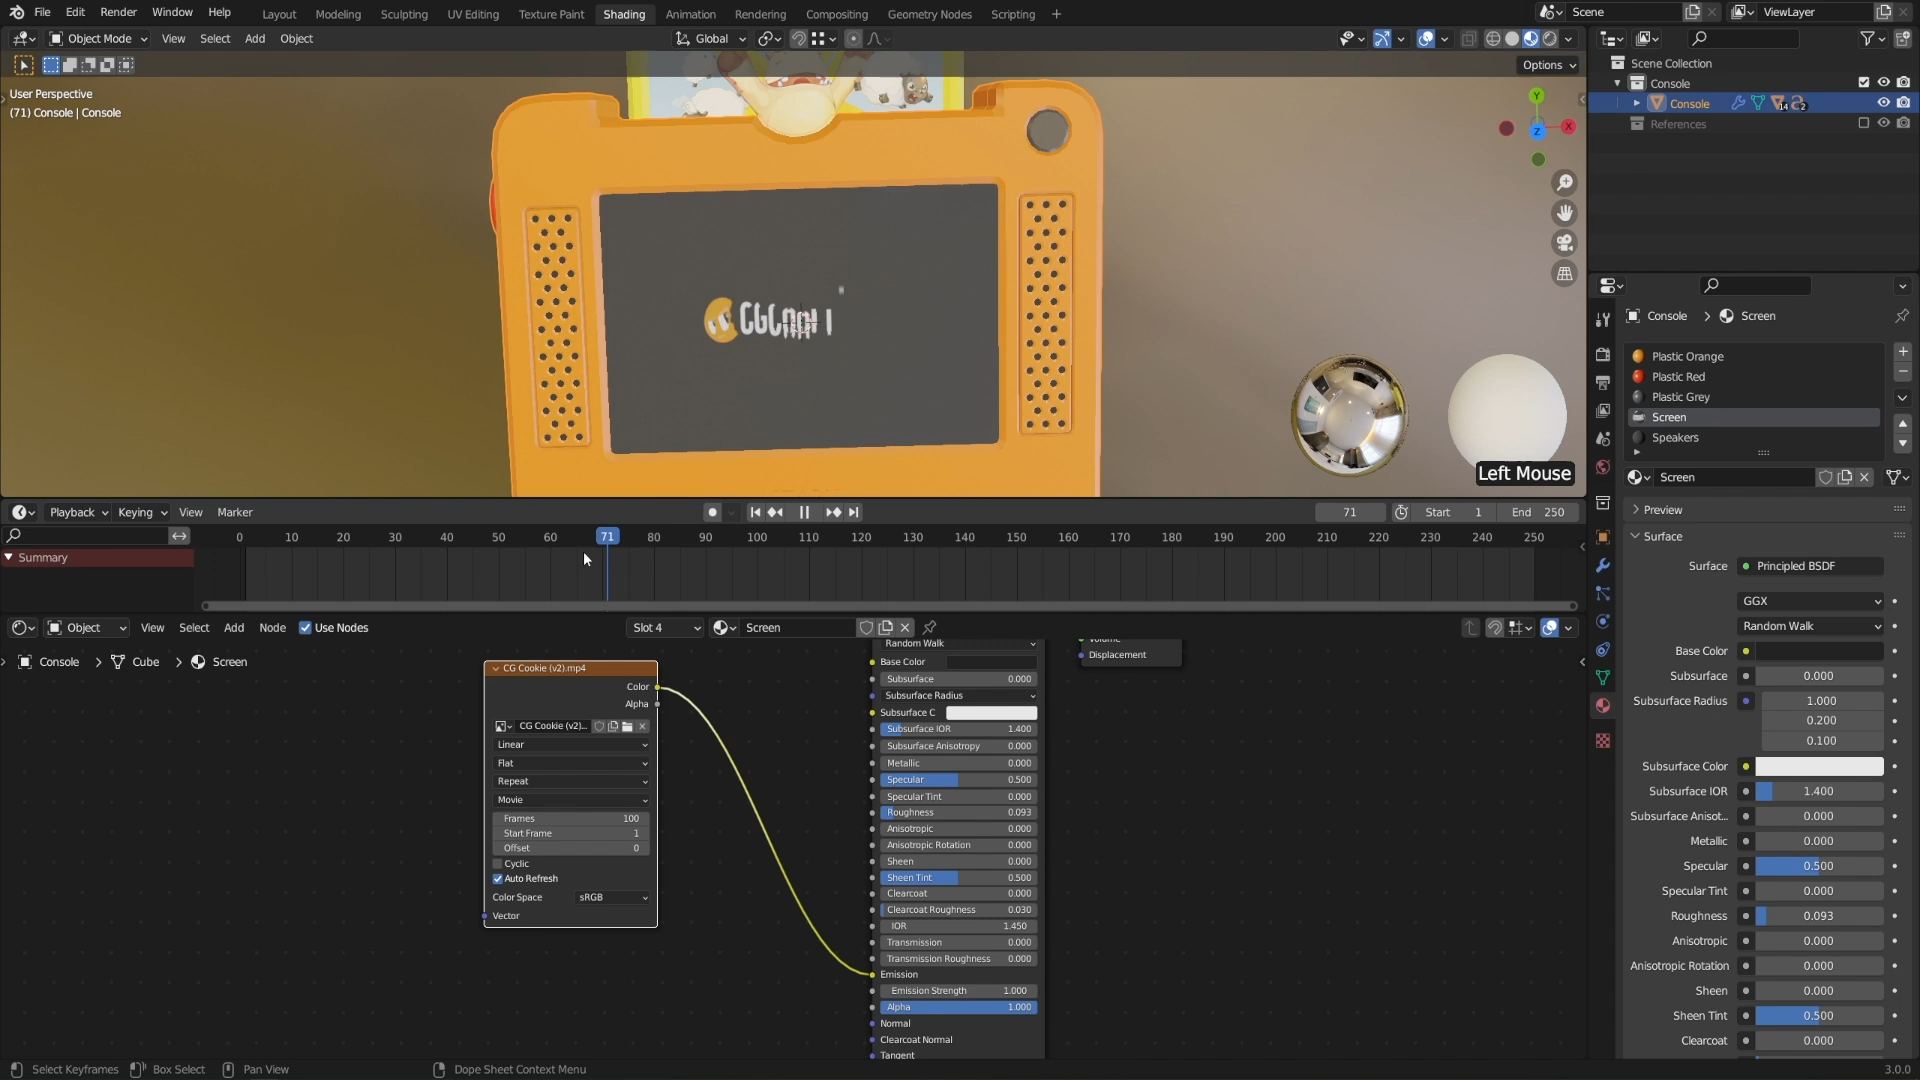 File Edit Render Window Help Layout Modeling Sculpting UV Editing Texture Paint Shading Animation Rendering Compositing Geometry Nodes Scripting + Scene ViewLayer
Object Mode View Select Add Object Global
Options
User Perspective
(71) Console | Console
Y
X
Z
Left Mouse
Scene Collection
Console
Console 14 2
References
Console > Screen
Plastic Orange
Plastic Red
Plastic Grey
Screen
Speakers
Screen
Preview
Surface
Surface Principled BSDF
GGX
Random Walk
Base Color
Subsurface 0.000
Subsurface Radius 1.000
0.200
0.100
Subsurface Color
Subsurface IOR 1.400
Subsurface Anisot... 0.000
Metallic 0.000
Specular 0.500
Specular Tint 0.000
Roughness 0.093
Anisotropic 0.000
Anisotropic Rotation 0.000
Sheen 0.000
Sheen Tint 0.500
Clearcoat 0.000
Playback Keying View Marker 71 Start 1 End 250
0 10 20 30 40 50 60 71 80 90 100 110 120 130 140 150 160 170 180 190 200 210 220 230 240 250
Summary
Object View Select Add Node Use Nodes Slot 4 Screen
Console > Cube > Screen
CG Cookie (v2).mp4
Color
Alpha
CG Cookie (v2)...
Linear
Flat
Repeat
Movie
Frames 100
Start Frame 1
Offset 0
Cyclic
Auto Refresh
Color Space sRGB
Vector
Random Walk
Base Color
Subsurface 0.000
Subsurface Radius
Subsurface C
Subsurface IOR 1.400
Subsurface Anisotropy 0.000
Metallic 0.000
Specular 0.500
Specular Tint 0.000
Roughness 0.093
Anisotropic 0.000
Anisotropic Rotation 0.000
Sheen 0.000
Sheen Tint 0.500
Clearcoat 0.000
Clearcoat Roughness 0.030
IOR 1.450
Transmission 0.000
Transmission Roughness 0.000
Emission
Emission Strength 1.000
Alpha 1.000
Normal
Clearcoat Normal
Tangent
Volume
Displacement
Select Keyframes Box Select Pan View Dope Sheet Context Menu 3.0.0